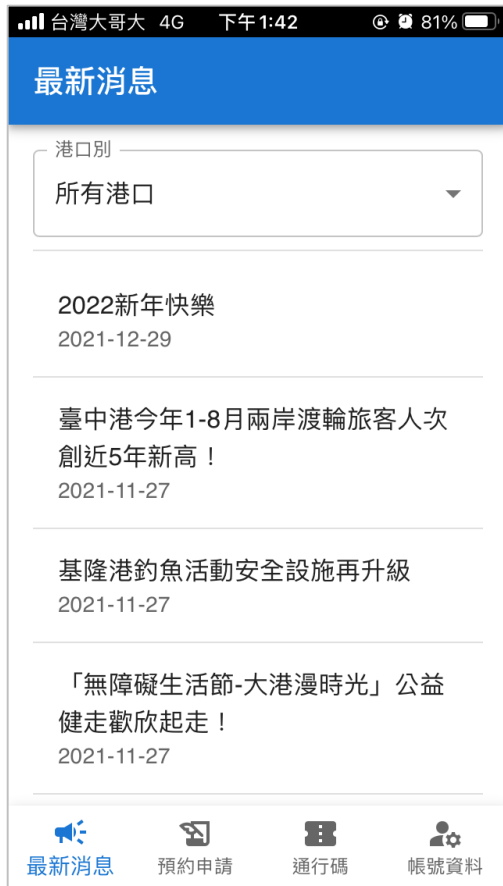 台灣大哥大 4G 下午1:42 81%
最新消息
港口別
所有港口
2022新年快樂
2021-12-29
臺中港今年1-8月兩岸渡輪旅客人次
創近5年新高！
2021-11-27
基隆港釣魚活動安全設施再升級
2021-11-27
「無障礙生活節-大港漫時光」公益
健走歡欣起走！
2021-11-27
最新消息 預約申請 通行碼 帳號資料